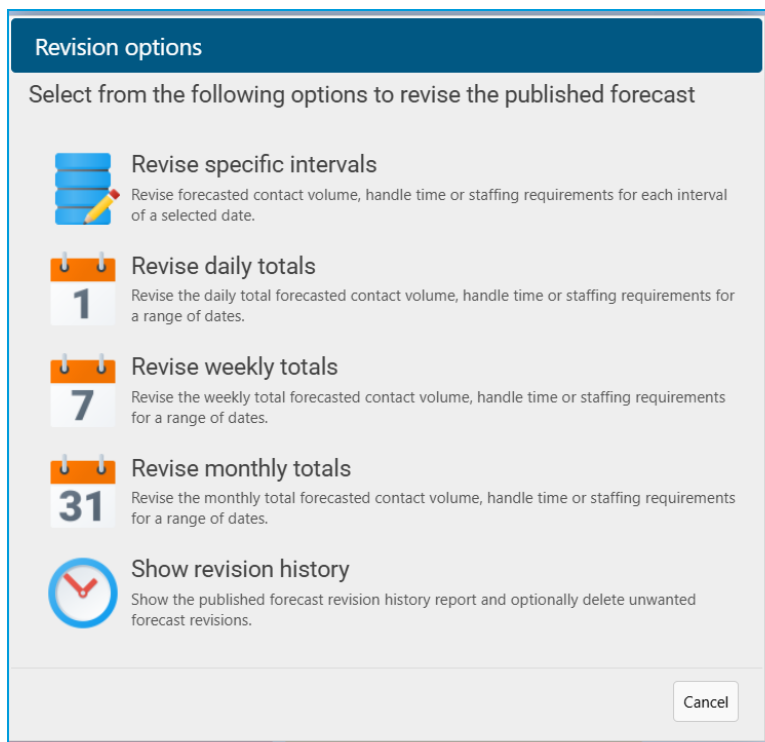 Revision options
Select from the following options to revise the published forecast
Revise specific intervals
Revise forecasted contact volume, handle time or staffing requirements for each interval
of a selected date.
1
Revise daily totals
Revise the daily total forecasted contact volume, handle time or staffing requirements for
a range of dates.
7
Revise weekly totals
Revise the weekly total forecasted contact volume, handle time or staffing requirements
for a range of dates.
31
Revise monthly totals
Revise the monthly total forecasted contact volume, handle time or staffing requirements
for a range of dates.
Show revision history
Show the published forecast revision history report and optionally delete unwanted
forecast revisions.
Cancel